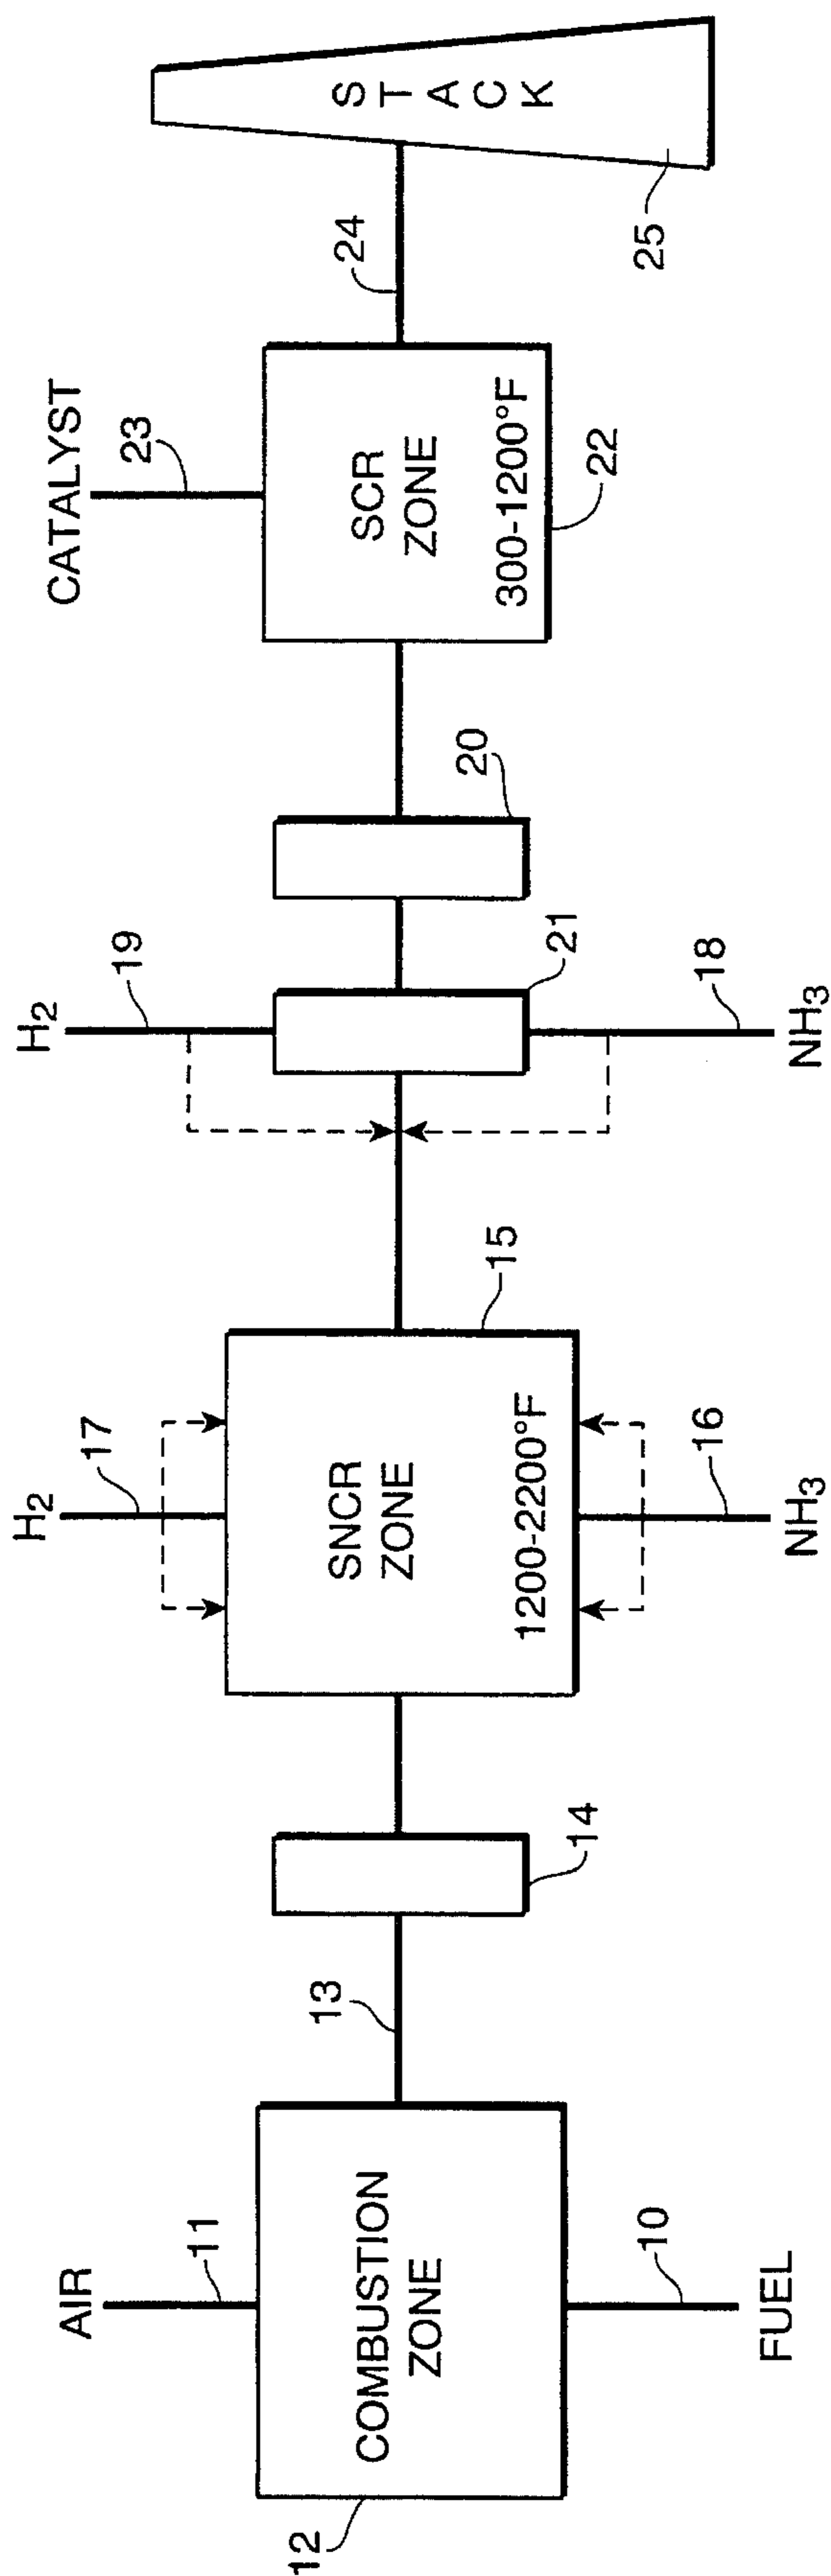 AIR
11
COMBUSTION
ZONE
12
10
FUEL
13
14
H2
17
SNCR
ZONE
1200-2200°F
15
16
NH3
H2
19
21
18
NH3
20
CATALYST
23
SCR
ZONE
300-1200°F
22
24
STACK
25